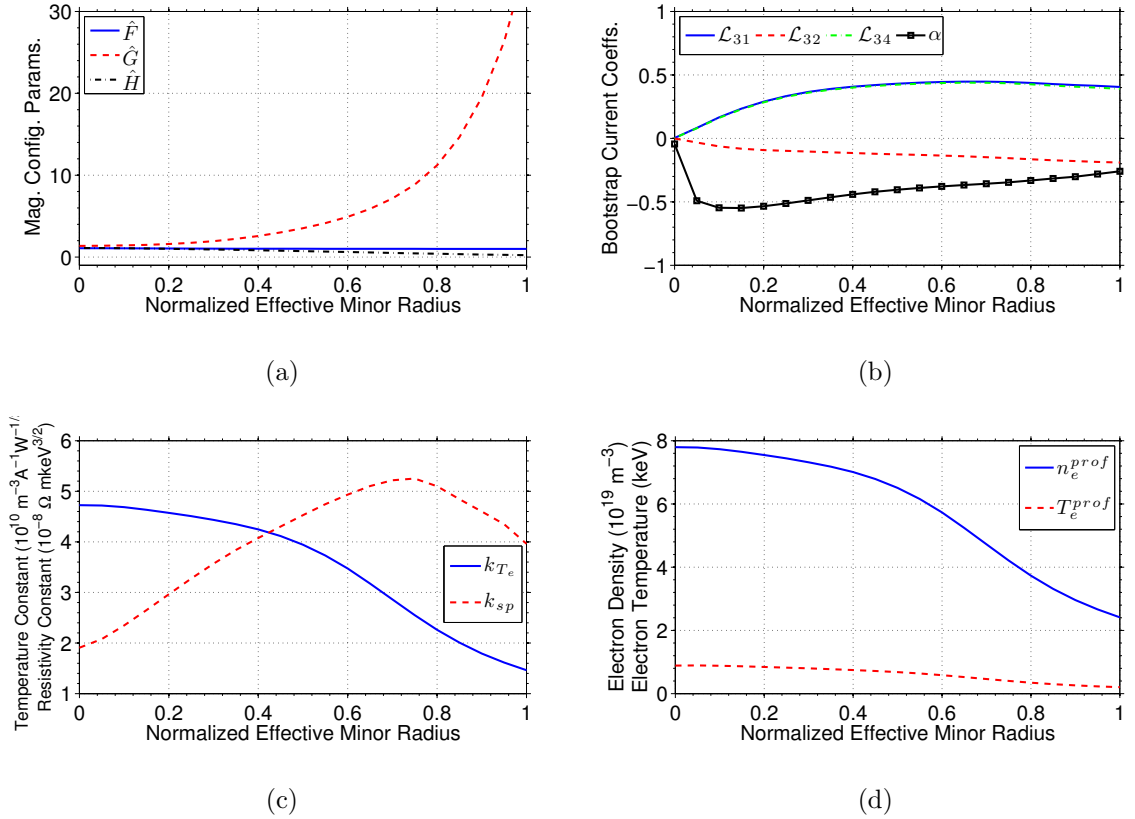 30
20
10
0
Mag. Config. Params.
F̂
Ĝ
Ĥ
0 0.2 0.4 0.6 0.8 1
Normalized Effective Minor Radius
(a)
1
0.5
0
−0.5
−1
Bootstrap Current Coeffs.
ℒ31 ℒ32 ℒ34 α
0 0.2 0.4 0.6 0.8 1
Normalized Effective Minor Radius
(b)
6
5
4
3
2
1
Temperature Constant (10^10 m^−3A^−1W^−1/
Resistivity Constant (10^−8 Ω mkeV^3/2)
k_Te
k_sp
0 0.2 0.4 0.6 0.8 1
Normalized Effective Minor Radius
(c)
8
6
4
2
0
Electron Density (10^19 m^−3)
Electron Temperature (keV)
n_e^prof
T_e^prof
0 0.2 0.4 0.6 0.8 1
Normalized Effective Minor Radius
(d)